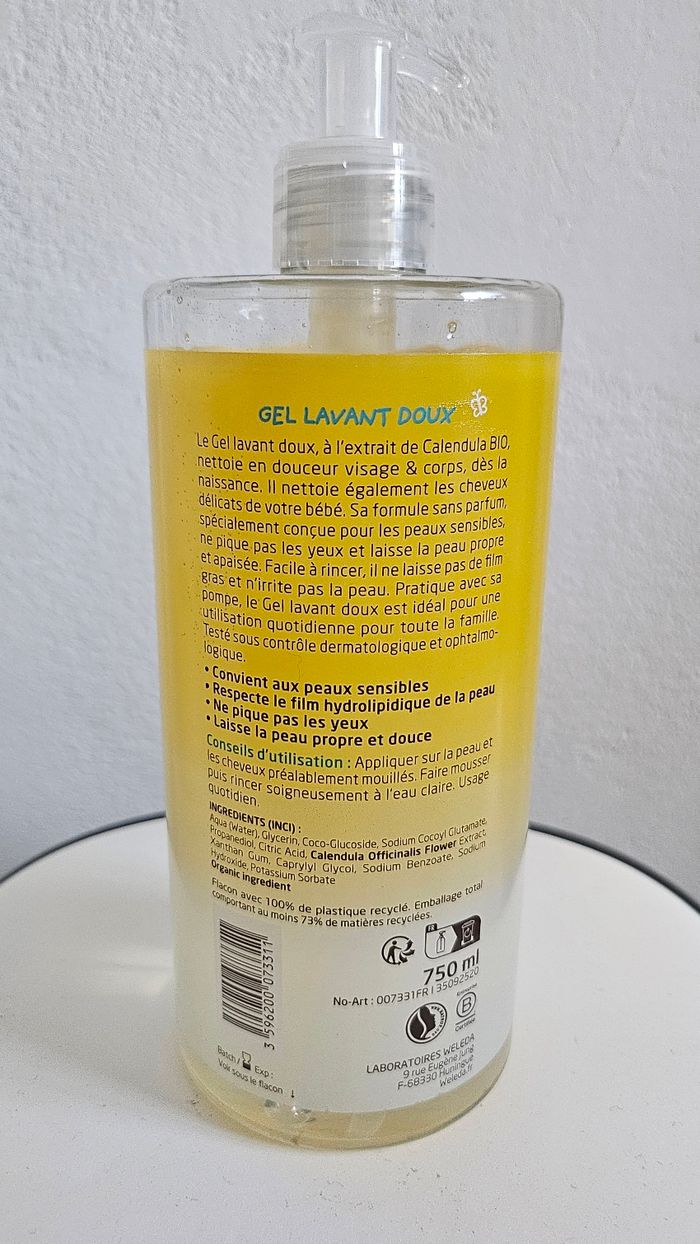 GEL LAVANT DOUX
Le Gel lavant doux, à l'extrait de Calendula BIO,
nettoie en douceur visage & corps, dès la
naissance. Il nettoie également les cheveux
délicats de votre bébé. Sa formule sans parfum,
spécialement conçue pour les peaux sensibles,
ne pique pas les yeux et laisse la peau propre
et apaisée. Facile à rincer, il ne laisse pas de film
gras et n'irrite pas la peau. Pratique avec sa
pompe, le Gel lavant doux est idéal pour une
utilisation quotidienne pour toute la famille.
Testé sous contrôle dermatologique et ophtalmo-
logique.
• Convient aux peaux sensibles
• Respecte le film hydrolipidique de la peau
• Ne pique pas les yeux
• Laisse la peau propre et douce
Conseils d'utilisation : Appliquer sur la peau et
les cheveux préalablement mouillés. Faire mousser
puis rincer soigneusement à l'eau claire. Usage
quotidien.
INGREDIENTS (INCI) :
Aqua (Water), Glycerin, Coco-Glucoside, Sodium Cocoyl Glutamate,
Propanediol, Citric Acid, Calendula Officinalis Flower Extract,
Xanthan Gum, Caprylyl Glycol, Sodium Benzoate, Sodium
Hydroxide, Potassium Sorbate
Organic Ingredient
Flacon avec 100% de plastique recyclé. Emballage total
comportant au moins 73% de matières recyclées.
FR
750 ml
No-Art : 007331FR | 35092520
3 596200 073311
Entreprise
B
Certifiée
Batch / Exp :
Voir sous le flacon ↓
LABORATOIRES WELEDA
9 rue Eugène Jung
F-68330 Huningue
Weleda.fr